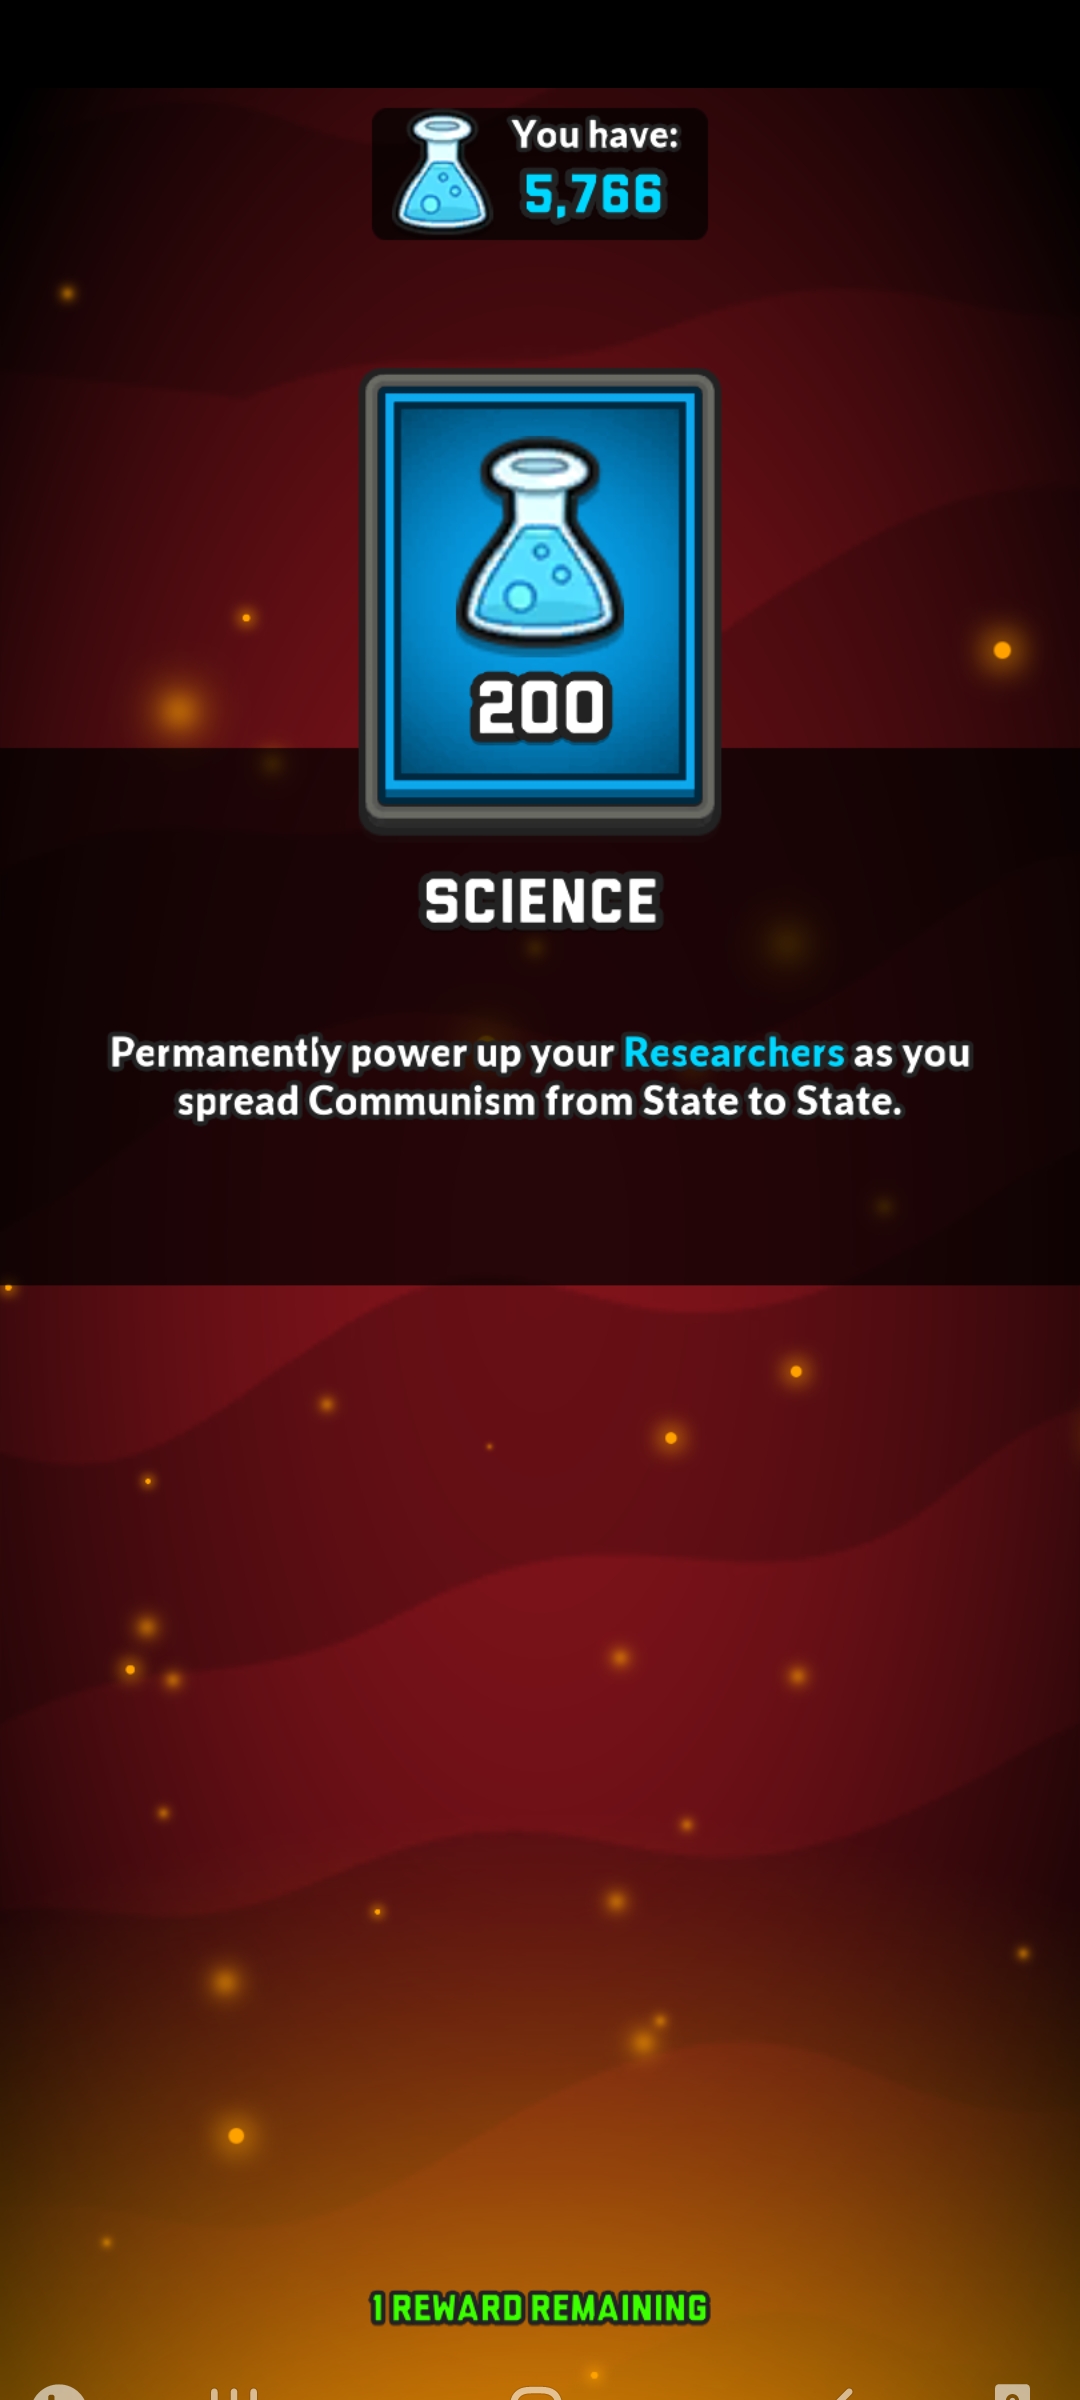 You have:
5,766
200
SCIENCE
Permanently power up your Researchers as you
spread Communism from State to State.
1 REWARD REMAINING